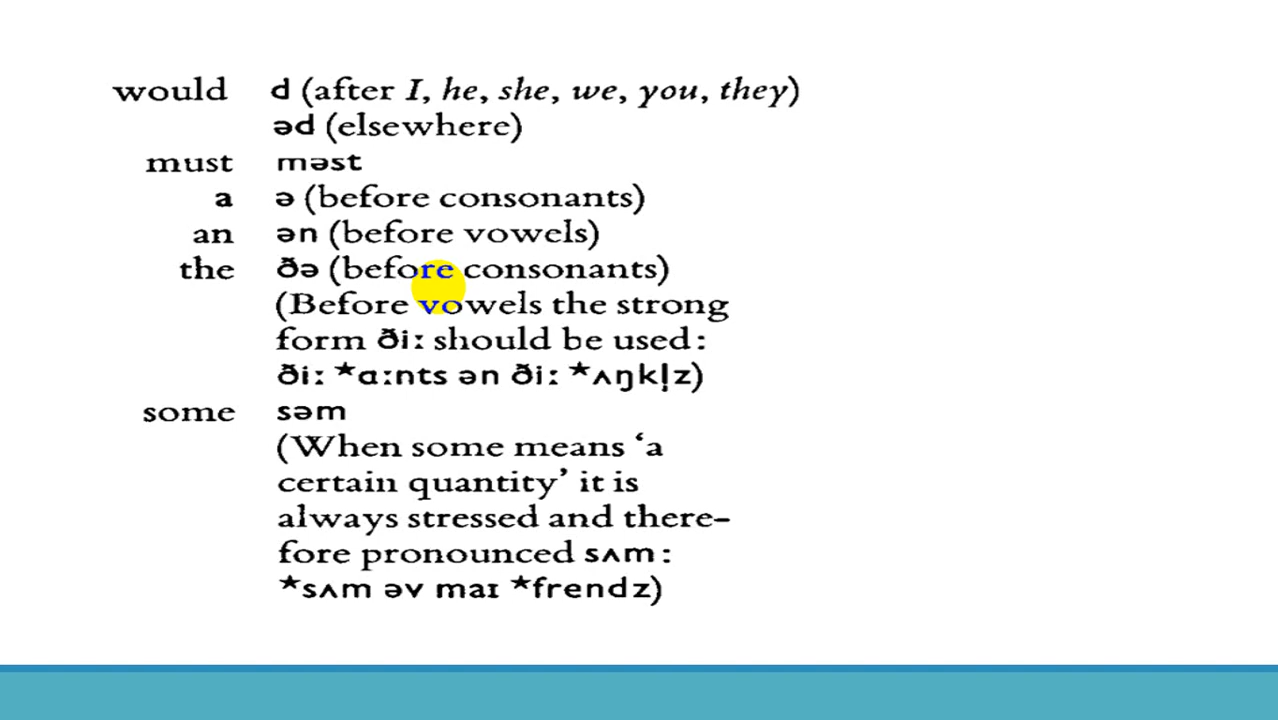 would d (after I, he, she, we, you, they)
əd (elsewhere)
must məst
a ə (before consonants)
an ən (before vowels)
the ðə (before consonants)
(Before vowels the strong
form ðiː should be used:
ðiː *ɑːnts ən ðiː *ʌŋkl̩z)
some səm
(When some means ‘a
certain quantity’ it is
always stressed and there-
fore pronounced sʌm:
*sʌm əv maɪ *frendz)